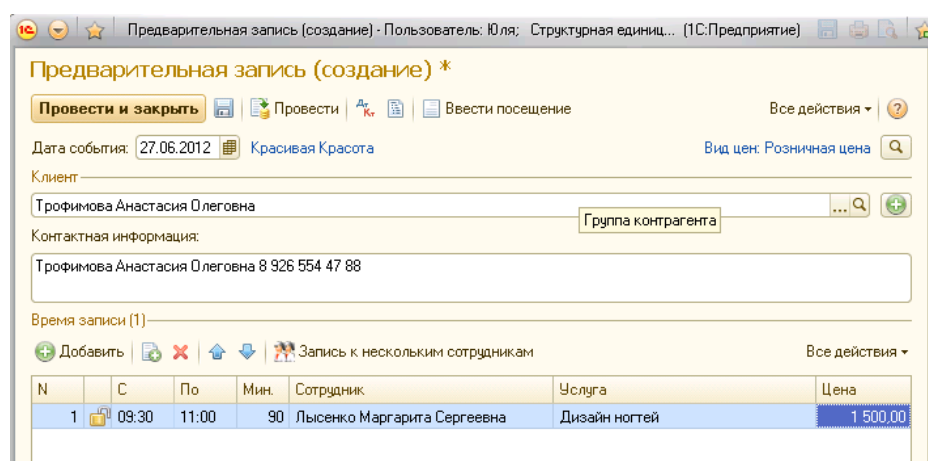 1С Предварительная запись (создание) - Пользователь: Юля; Структурная единиц... (1С:Предприятие)
Предварительная запись (создание) *
Провести и закрыть Провести Дт Кт Ввести посещение Все действия ?
Дата события: 27.06.2012 Красивая Красота Вид цен: Розничная цена
Клиент
Трофимова Анастасия Олеговна ...
Группа контрагента
Контактная информация:
Трофимова Анастасия Олеговна 8 926 554 47 88
Время записи (1)
Добавить Запись к нескольким сотрудникам Все действия
N С По Мин. Сотрудник Услуга Цена
1 09:30 11:00 90 Лысенко Маргарита Сергеевна Дизайн ногтей 1 500,00